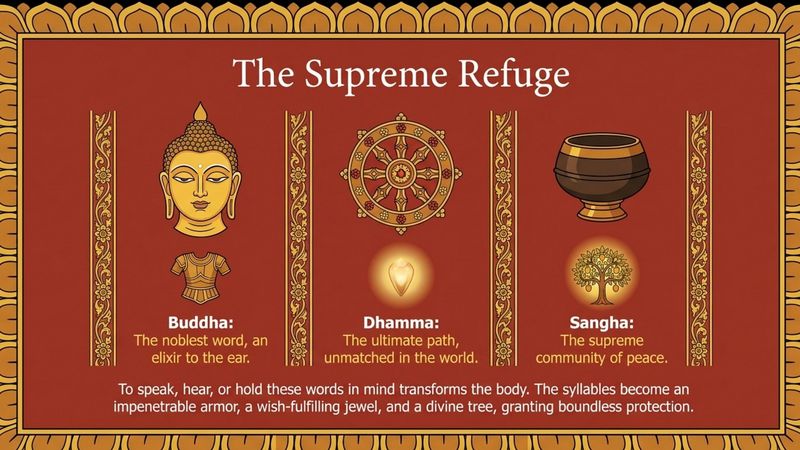 The Supreme Refuge
Buddha:
The noblest word, an
elixir to the ear.
Dhamma:
The ultimate path,
unmatched in the world.
Sangha:
The supreme
community of peace.
To speak, hear, or hold these words in mind transforms the body. The syllables become an
impenetrable armor, a wish-fulfilling jewel, and a divine tree, granting boundless protection.